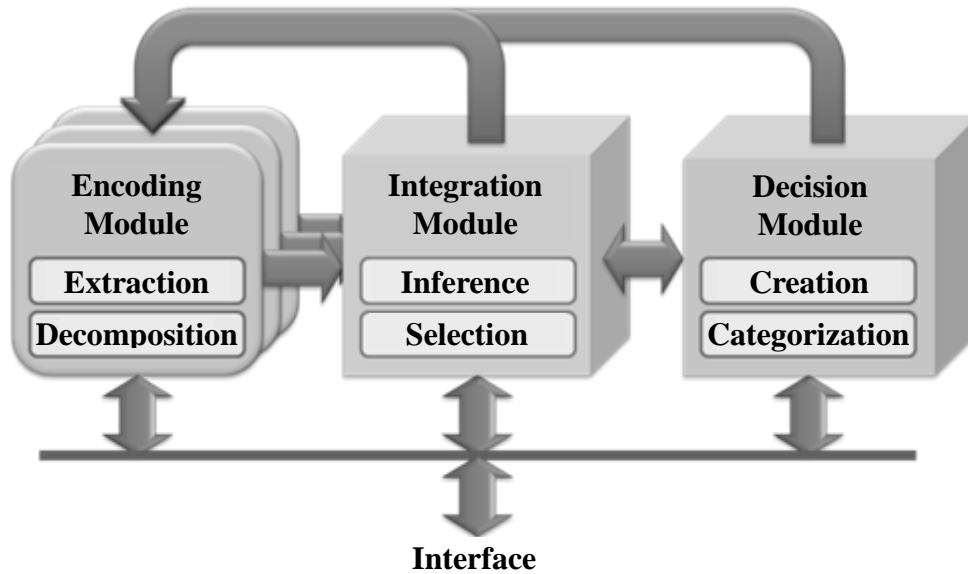 Encoding
Module
Extraction
Decomposition
Integration
Module
Inference
Selection
Decision
Module
Creation
Categorization
Interface